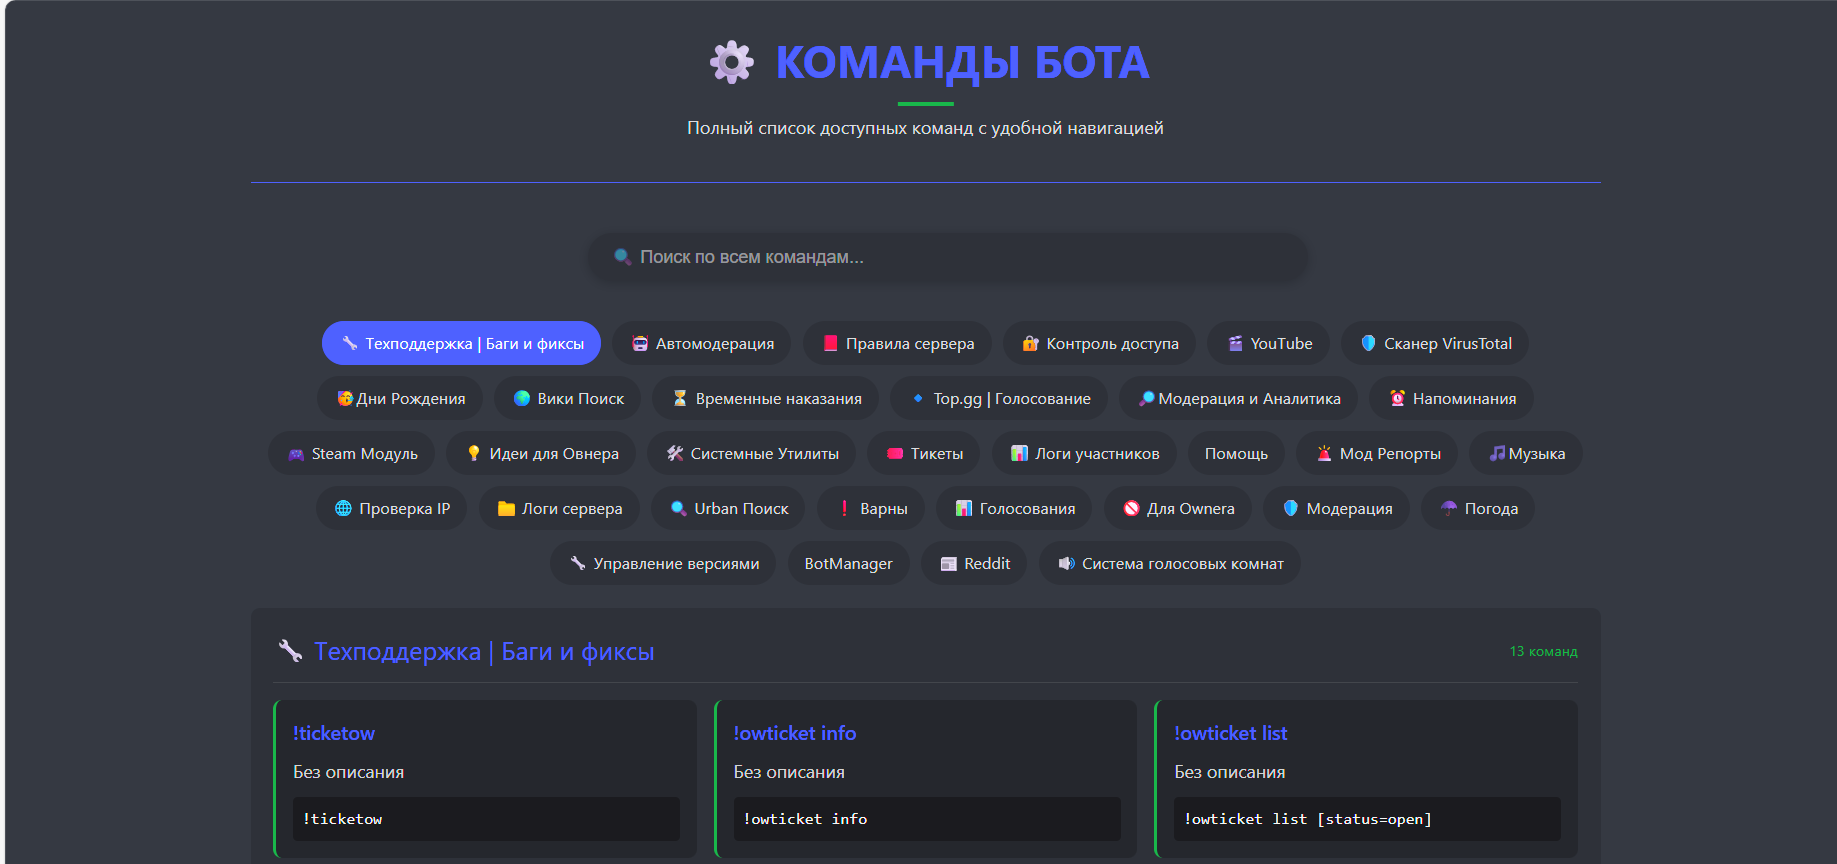 КОМАНДЫ БОТА
Полный список доступных команд с удобной навигацией
Поиск по всем командам...
Техподдержка | Баги и фиксы Автомодерация Правила сервера Контроль доступа YouTube Сканер VirusTotal
Дни Рождения Вики Поиск Временные наказания Top.gg | Голосование Модерация и Аналитика Напоминания
Steam Модуль Идеи для Овнера Системные Утилиты Тикеты Логи участников Помощь Мод Репорты Музыка
Проверка IP Логи сервера Urban Поиск Варны Голосования Для Ownerа Модерация Погода
Управление версиями BotManager Reddit Система голосовых комнат
Техподдержка | Баги и фиксы 13 команд
!ticketow !owticket info !owticket list
Без описания Без описания Без описания
!ticketow !owticket info !owticket list [status=open]